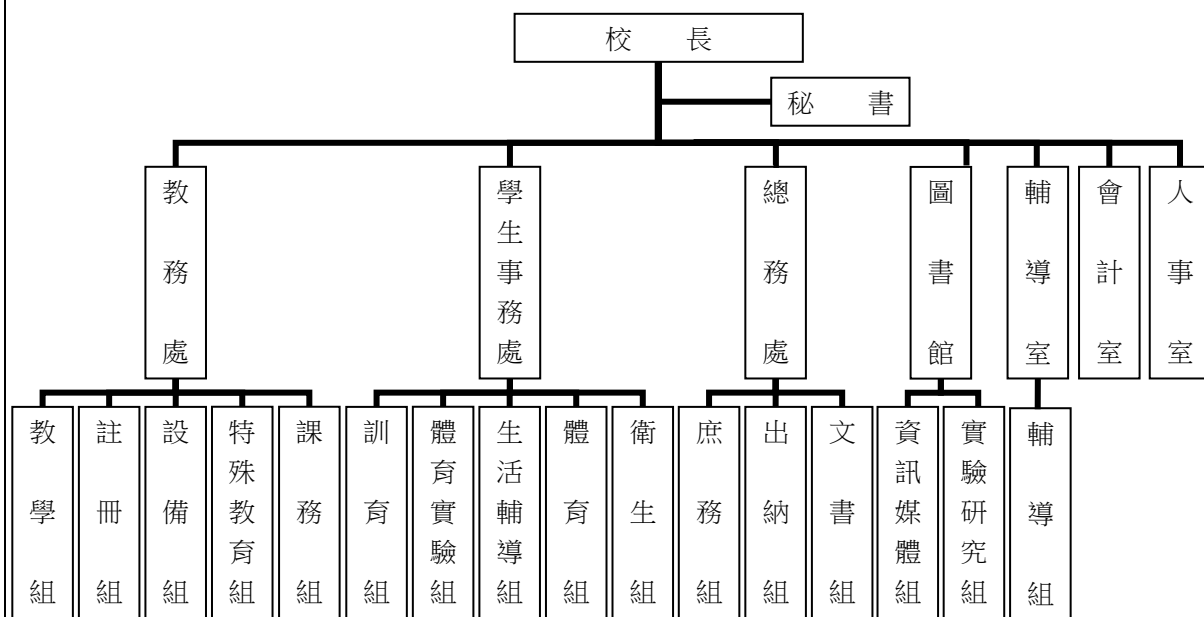 校長
秘書
教務處
學生事務處
總務處
圖書館
輔導室
會計室
人事室
教學組
註冊組
設備組
特殊教育組
課務組
訓育組
體育實驗組
生活輔導組
體育組
衛生組
庶務組
出納組
文書組
資訊媒體組
實驗研究組
輔導組